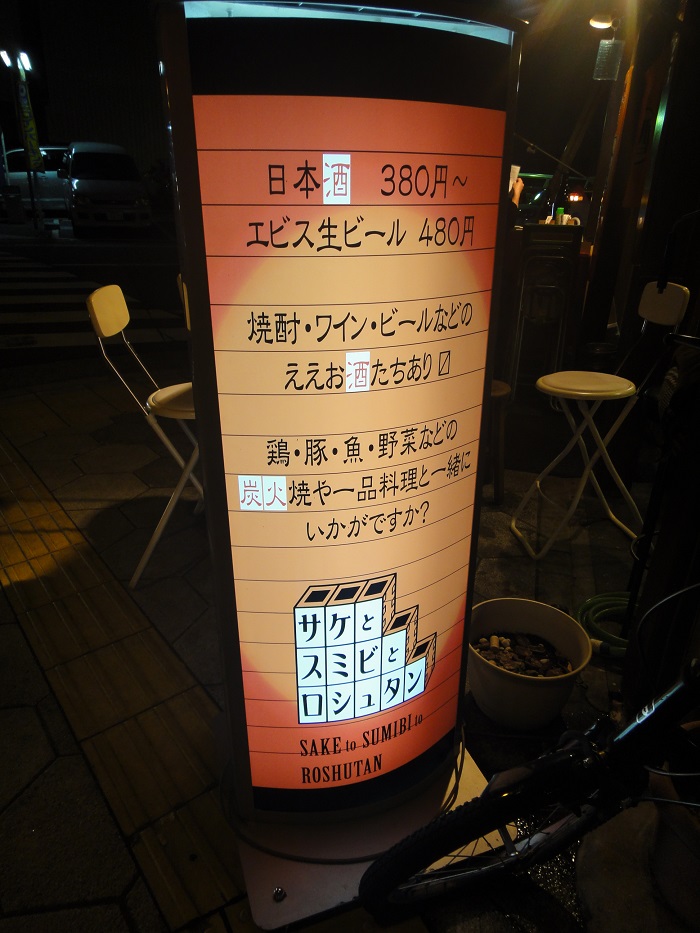 日本酒 380円～
エビス生ビール 480円
焼酎・ワイン・ビールなどの
ええお酒たちあり〼
鶏・豚・魚・野菜などの
炭火焼や一品料理と一緒に
いかがですか?
サケと
スミビと
ロシュタン
SAKE to SUMIBI to
ROSHUTAN